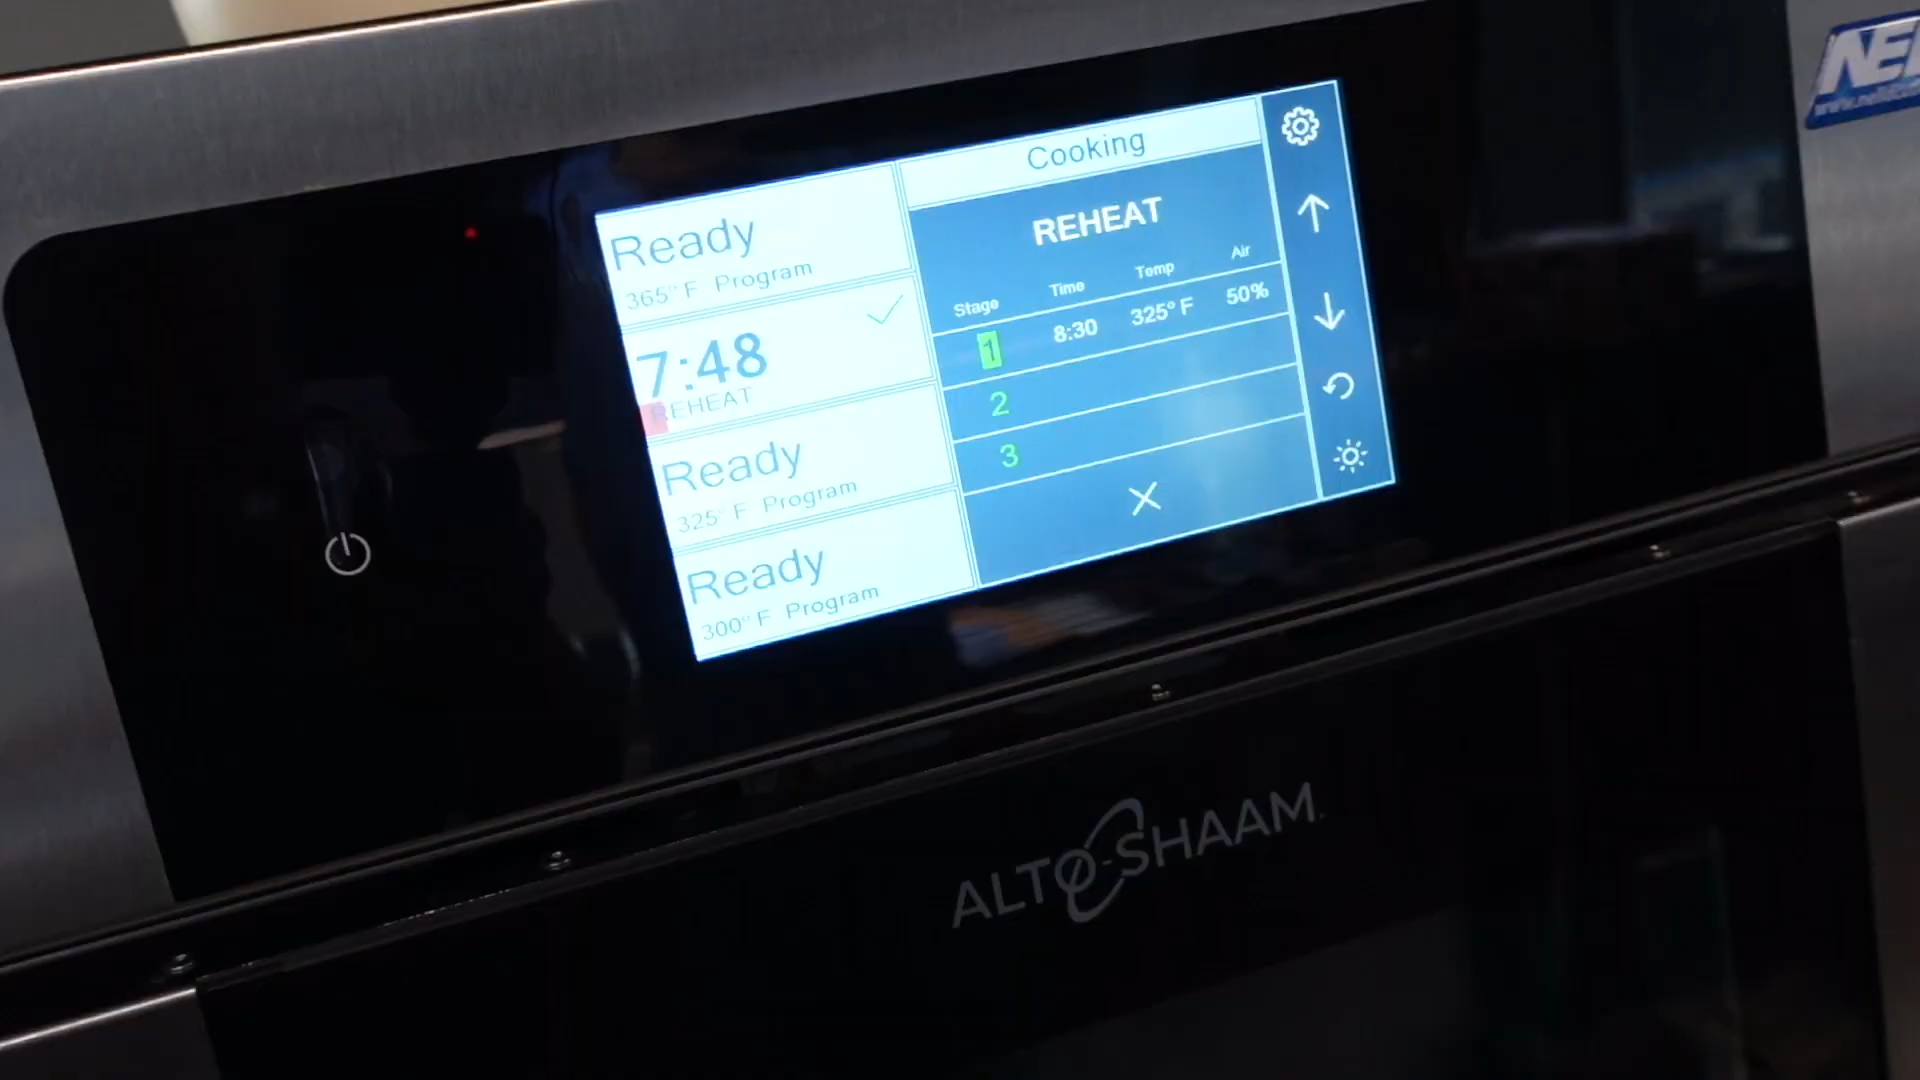 Ready
365° F Program
7:48
REHEAT
Ready
325° F Program
Ready
300° F Program
Cooking
REHEAT
Stage Time Temp Air
1 8:30 325° F 50%
2
3
ALTO-SHAAM.